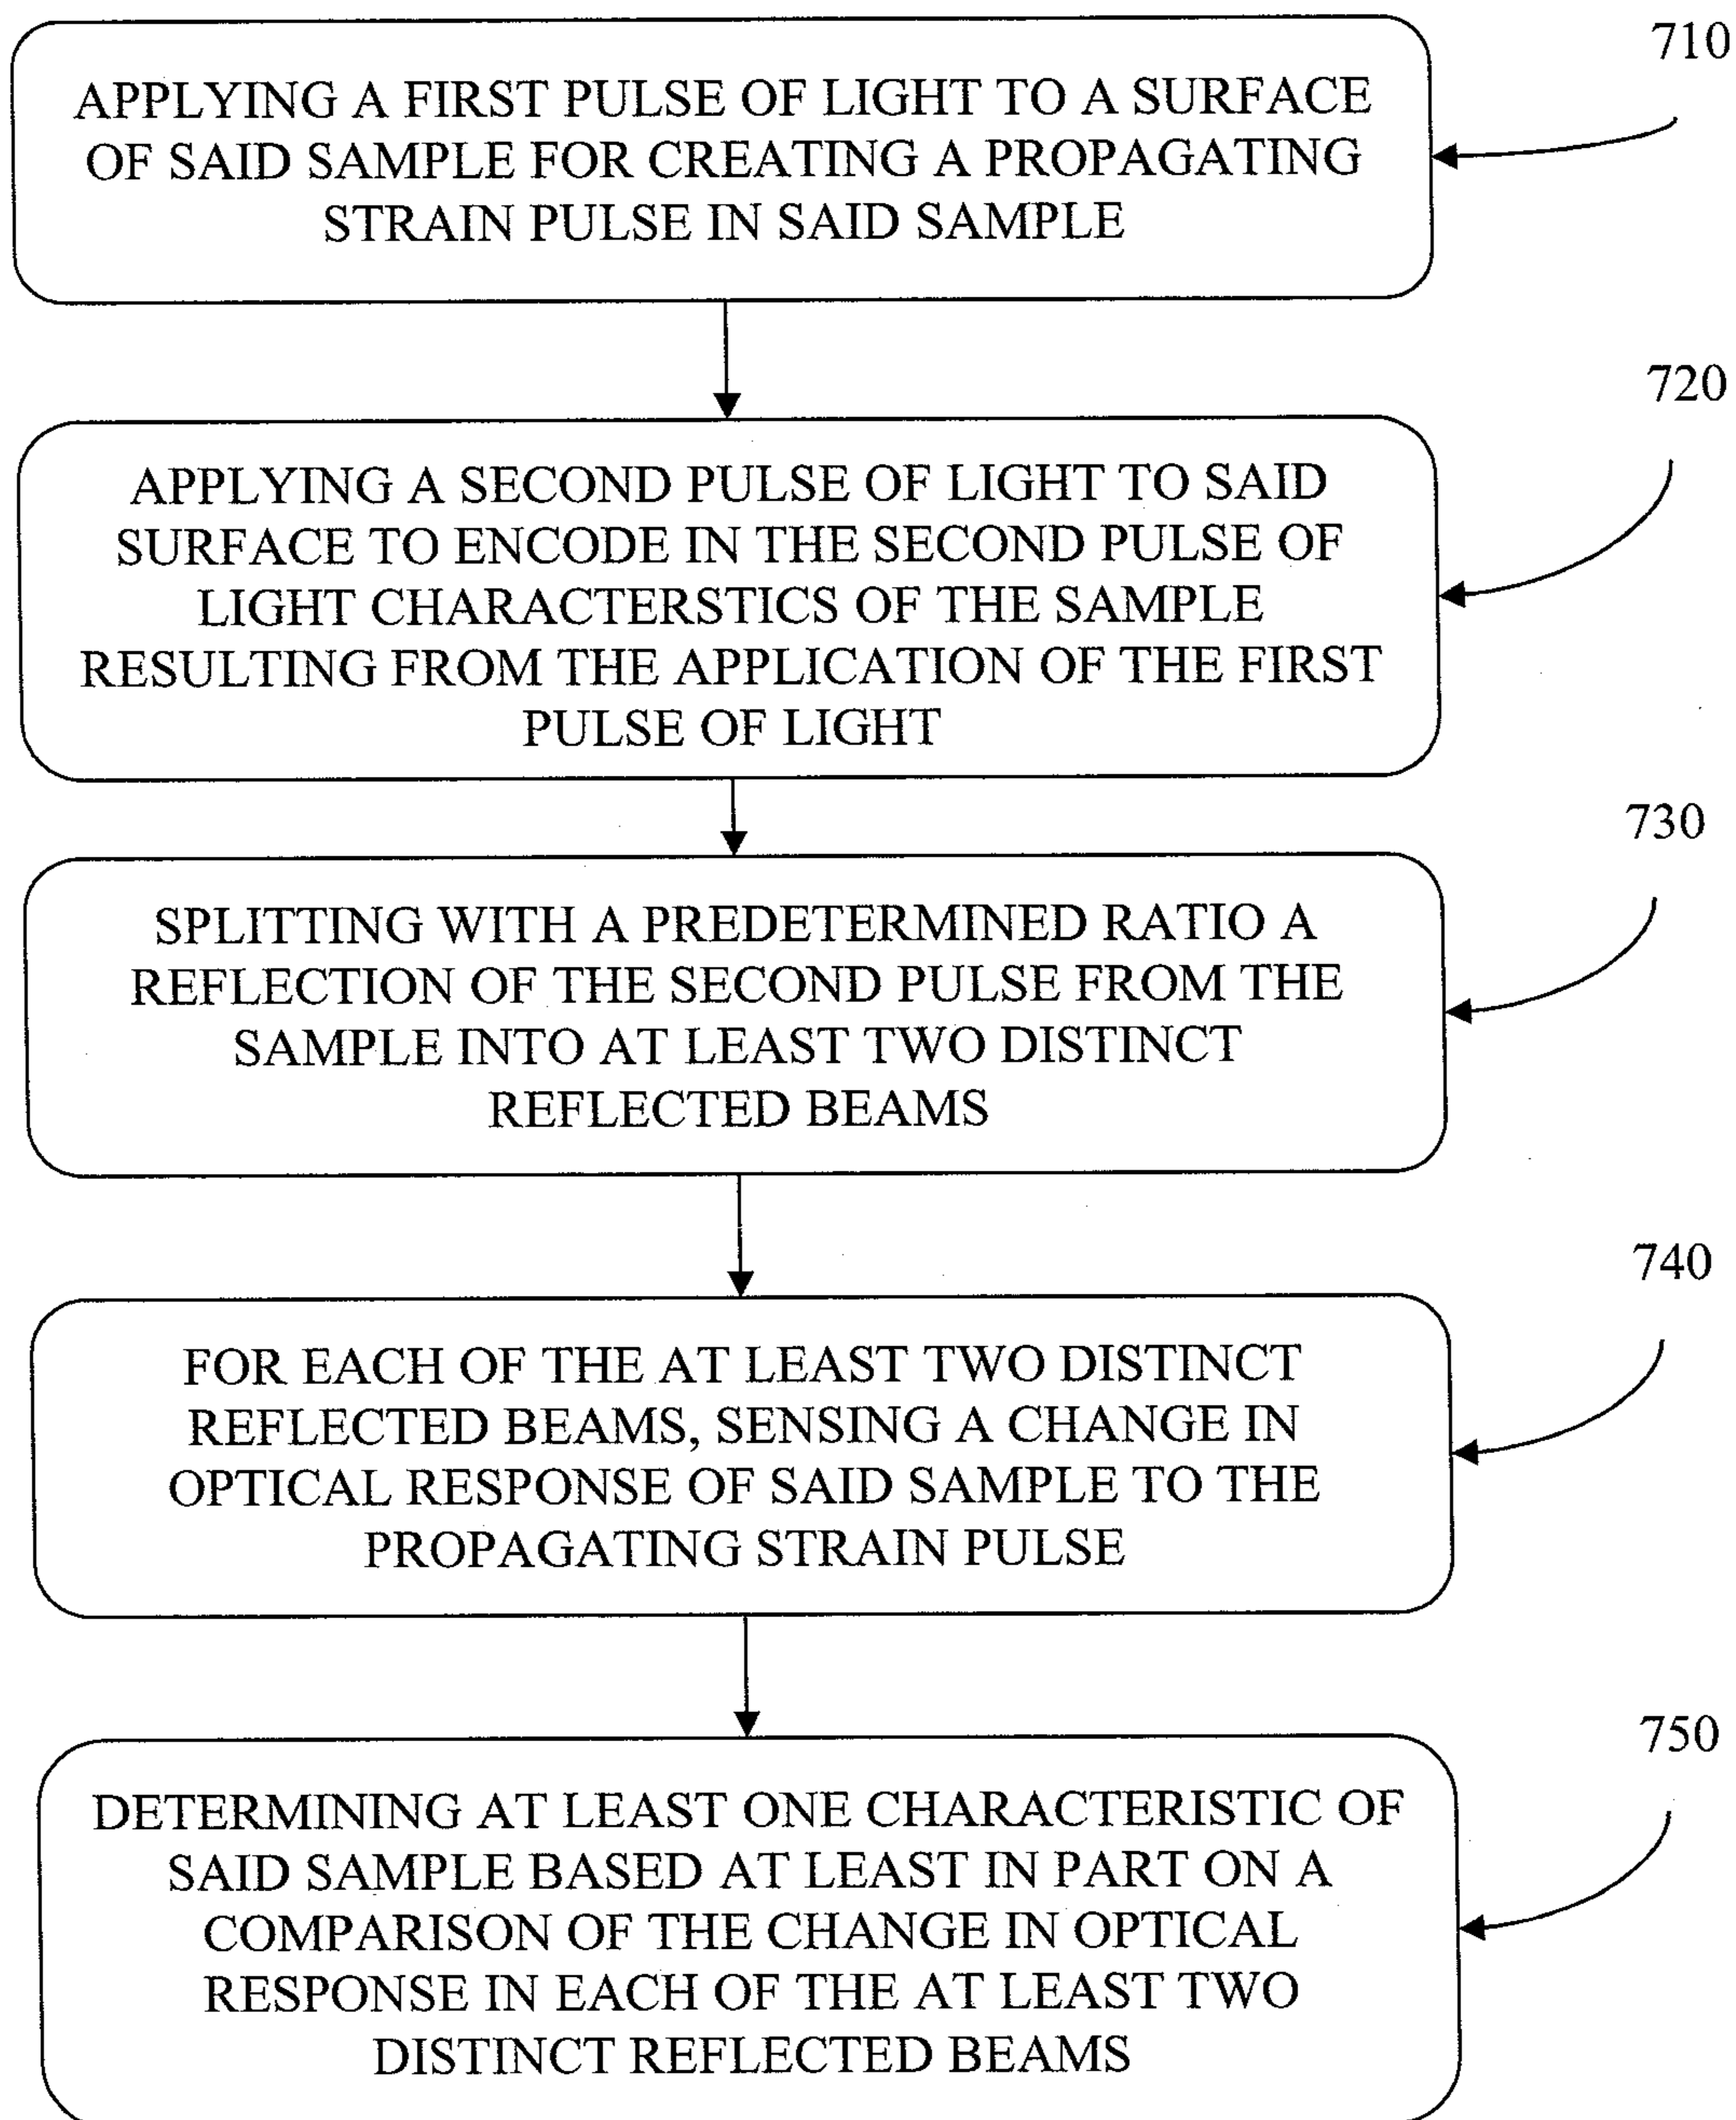 710
APPLYING A FIRST PULSE OF LIGHT TO A SURFACE
OF SAID SAMPLE FOR CREATING A PROPAGATING
STRAIN PULSE IN SAID SAMPLE
720
APPLYING A SECOND PULSE OF LIGHT TO SAID
SURFACE TO ENCODE IN THE SECOND PULSE OF
LIGHT CHARACTERSTICS OF THE SAMPLE
RESULTING FROM THE APPLICATION OF THE FIRST
PULSE OF LIGHT
730
SPLITTING WITH A PREDETERMINED RATIO A
REFLECTION OF THE SECOND PULSE FROM THE
SAMPLE INTO AT LEAST TWO DISTINCT
REFLECTED BEAMS
740
FOR EACH OF THE AT LEAST TWO DISTINCT
REFLECTED BEAMS, SENSING A CHANGE IN
OPTICAL RESPONSE OF SAID SAMPLE TO THE
PROPAGATING STRAIN PULSE
750
DETERMINING AT LEAST ONE CHARACTERISTIC OF
SAID SAMPLE BASED AT LEAST IN PART ON A
COMPARISON OF THE CHANGE IN OPTICAL
RESPONSE IN EACH OF THE AT LEAST TWO
DISTINCT REFLECTED BEAMS